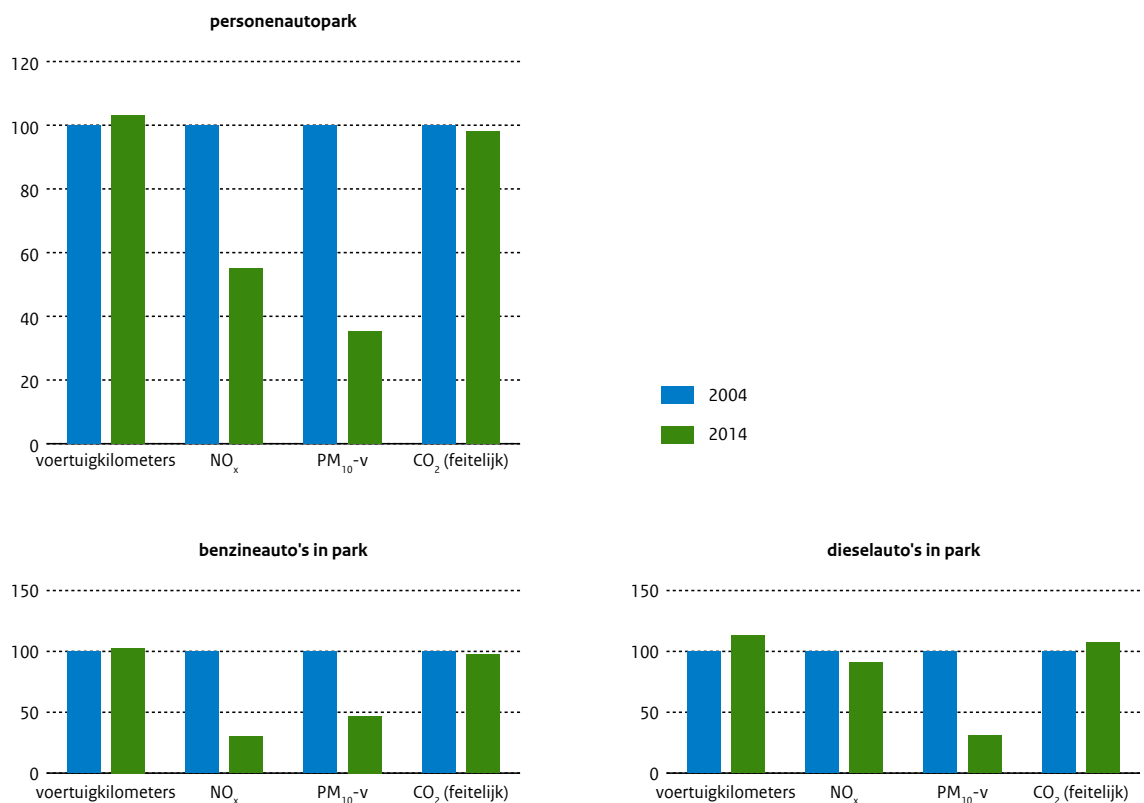 personenautopark
120
100
80
60
40
20
0
voertuigkilometers NOx PM10-v CO2 (feitelijk)
2004
2014
benzineauto's in park
150
100
50
0
voertuigkilometers NOx PM10-v CO2 (feitelijk)
dieselauto's in park
150
100
50
0
voertuigkilometers NOx PM10-v CO2 (feitelijk)